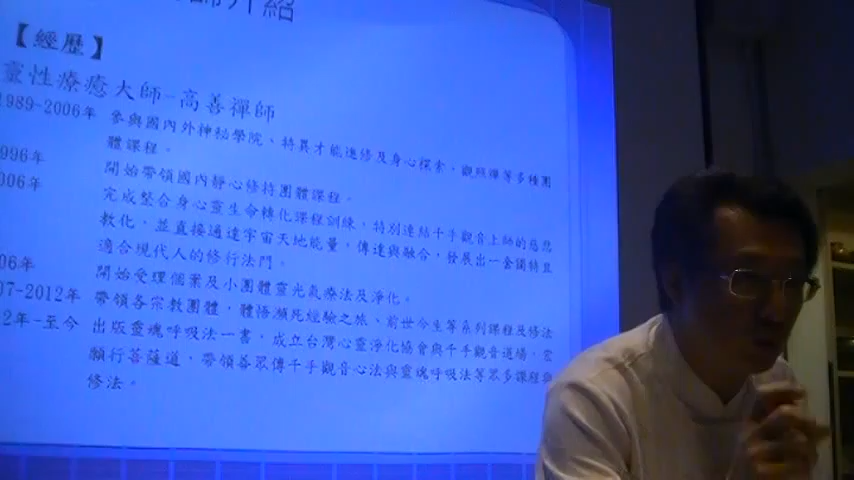 師介紹
【經歷】
靈性療癒大師-高善禪師
1989-2006年 參與國內外神秘學院、特異才能進修及身心探索、觀照禪等多種團
體課程。
1996年 開始帶領國內靜心修持團體課程。
2006年 完成整合身心靈生命轉化課程訓練,特別連結千手觀音上師的慈悲
教化,並直接通達宇宙天地能量,傳達與融合,發展出一套獨特且
適合現代人的修行法門。
06年 開始受理個案及小團體靈光氣療法及淨化。
07-2012年 帶領各宗教團體,體悟瀕死經驗之旅、前世今生等系列課程及修法
2年-至今 出版靈魂呼吸法一書,成立台灣心靈淨化協會與千手觀音道場,宏
願行菩薩道,帶領善眾傳千手觀音心法與靈魂呼吸法等眾多課程與
修法。